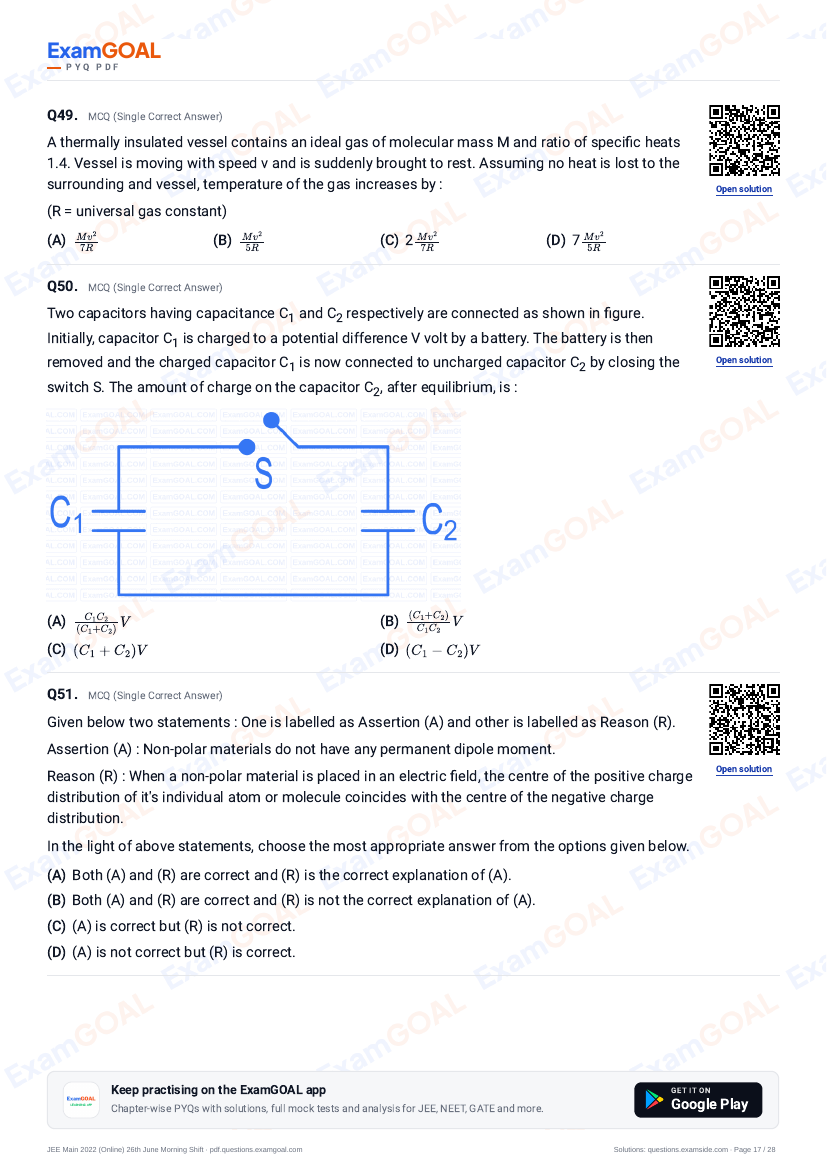 ExamGOAL
PYQ PDF
Q49. MCQ (Single Correct Answer)
A thermally insulated vessel contains an ideal gas of molecular mass M and ratio of specific heats
1.4. Vessel is moving with speed v and is suddenly brought to rest. Assuming no heat is lost to the
surrounding and vessel, temperature of the gas increases by :
(R = universal gas constant)
Open solution
(A) Mv²/7R (B) Mv²/5R (C) 2 Mv²/7R (D) 7 Mv²/5R
Q50. MCQ (Single Correct Answer)
Two capacitors having capacitance C₁ and C₂ respectively are connected as shown in figure.
Initially, capacitor C₁ is charged to a potential difference V volt by a battery. The battery is then
removed and the charged capacitor C₁ is now connected to uncharged capacitor C₂ by closing the
switch S. The amount of charge on the capacitor C₂, after equilibrium, is :
Open solution
S
C₁
C₂
(A) C₁C₂/(C₁+C₂) V (B) (C₁+C₂)/C₁C₂ V
(C) (C₁ + C₂)V (D) (C₁ − C₂)V
Q51. MCQ (Single Correct Answer)
Given below two statements : One is labelled as Assertion (A) and other is labelled as Reason (R).
Assertion (A) : Non-polar materials do not have any permanent dipole moment.
Reason (R) : When a non-polar material is placed in an electric field, the centre of the positive charge
distribution of it's individual atom or molecule coincides with the centre of the negative charge
distribution.
Open solution
In the light of above statements, choose the most appropriate answer from the options given below.
(A) Both (A) and (R) are correct and (R) is the correct explanation of (A).
(B) Both (A) and (R) are correct and (R) is not the correct explanation of (A).
(C) (A) is correct but (R) is not correct.
(D) (A) is not correct but (R) is correct.
ExamGOAL
Keep practising on the ExamGOAL app
Chapter-wise PYQs with solutions, full mock tests and analysis for JEE, NEET, GATE and more.
GET IT ON
Google Play
JEE Main 2022 (Online) 26th June Morning Shift · pdf.questions.examgoal.com
Solutions: questions.examside.com · Page 17 / 28